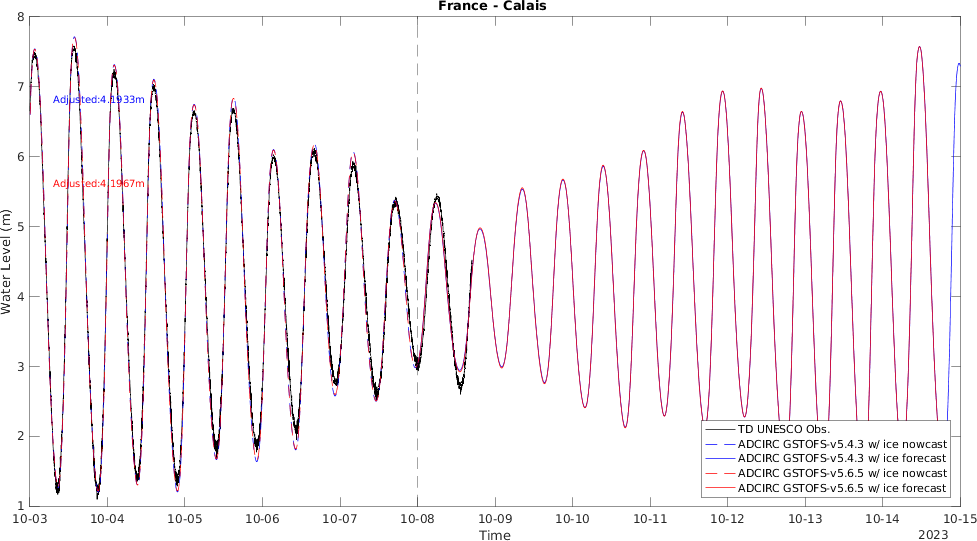 France - Calais
8
7
6
5
4
3
2
1
Water Level (m)
Adjusted:4.1933m
Adjusted:4.1967m
TD UNESCO Obs.
ADCIRC GSTOFS-v5.4.3 w/ ice nowcast
ADCIRC GSTOFS-v5.4.3 w/ ice forecast
ADCIRC GSTOFS-v5.6.5 w/ ice nowcast
ADCIRC GSTOFS-v5.6.5 w/ ice forecast
10-03 10-04 10-05 10-06 10-07 10-08 10-09 10-10 10-11 10-12 10-13 10-14 10-15
Time
2023